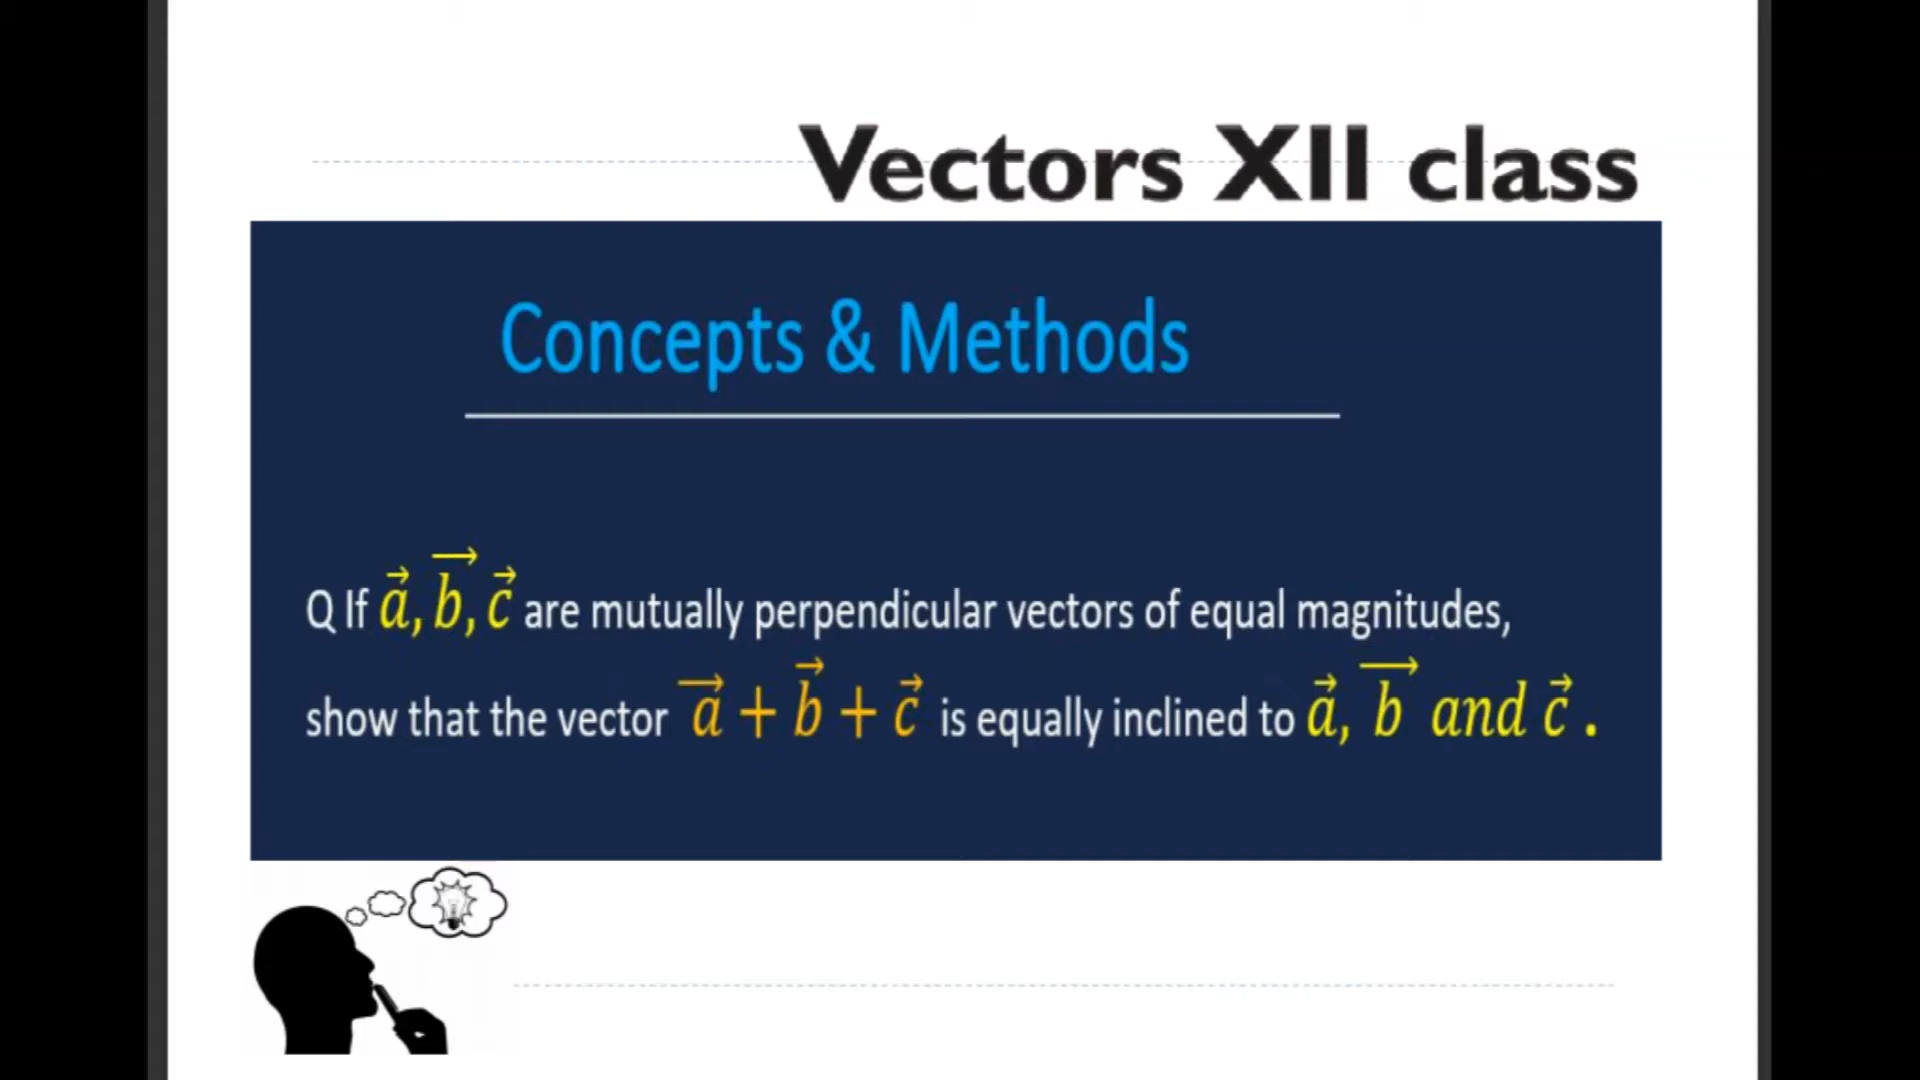 Vectors XII class
Concepts & Methods
Q If a⃗, b⃗, c⃗ are mutually perpendicular vectors of equal magnitudes,
show that the vector a⃗ + b⃗ + c⃗ is equally inclined to a⃗, b⃗ and c⃗ .